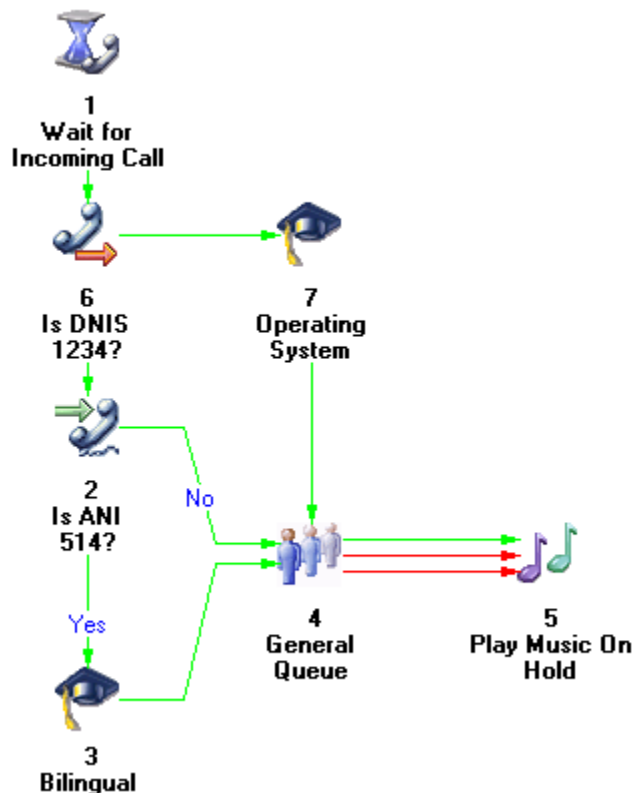 1
Wait for
Incoming Call
6
Is DNIS
1234?
7
Operating
System
2
Is ANI
514?
No
Yes
4
General
Queue
5
Play Music On
Hold
3
Bilingual